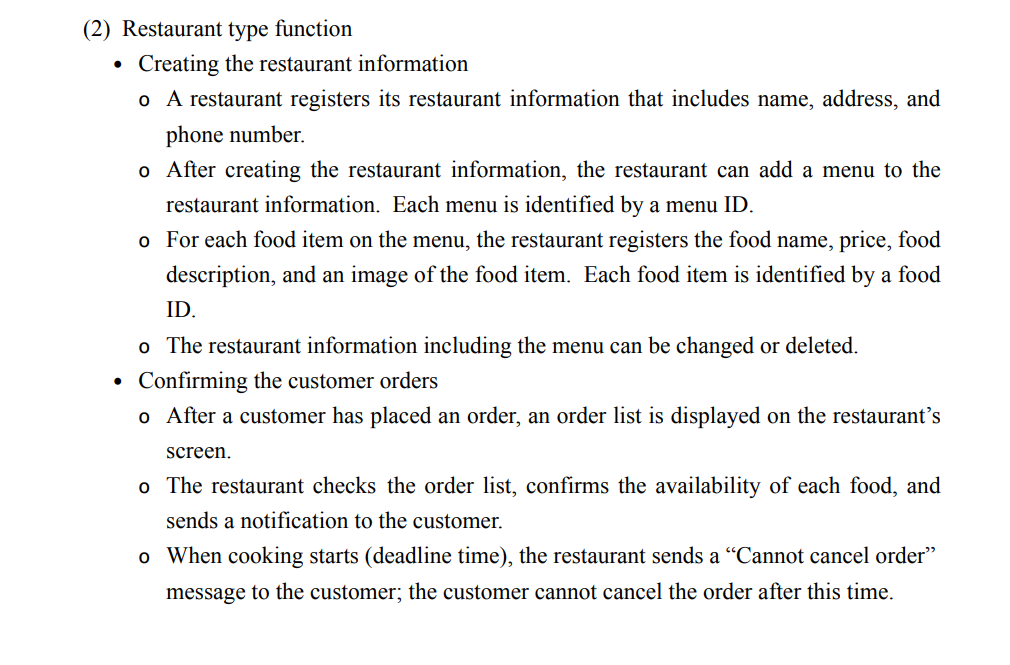 (2) Restaurant type function
• Creating the restaurant information
o A restaurant registers its restaurant information that includes name, address, and
phone number.
o After creating the restaurant information, the restaurant can add a menu to the
restaurant information. Each menu is identified by a menu ID.
o For each food item on the menu, the restaurant registers the food name, price, food
description, and an image of the food item. Each food item is identified by a food
ID.
o The restaurant information including the menu can be changed or deleted.
• Confirming the customer orders
o After a customer has placed an order, an order list is displayed on the restaurant’s
screen.
o The restaurant checks the order list, confirms the availability of each food, and
sends a notification to the customer.
o When cooking starts (deadline time), the restaurant sends a “Cannot cancel order”
message to the customer; the customer cannot cancel the order after this time.